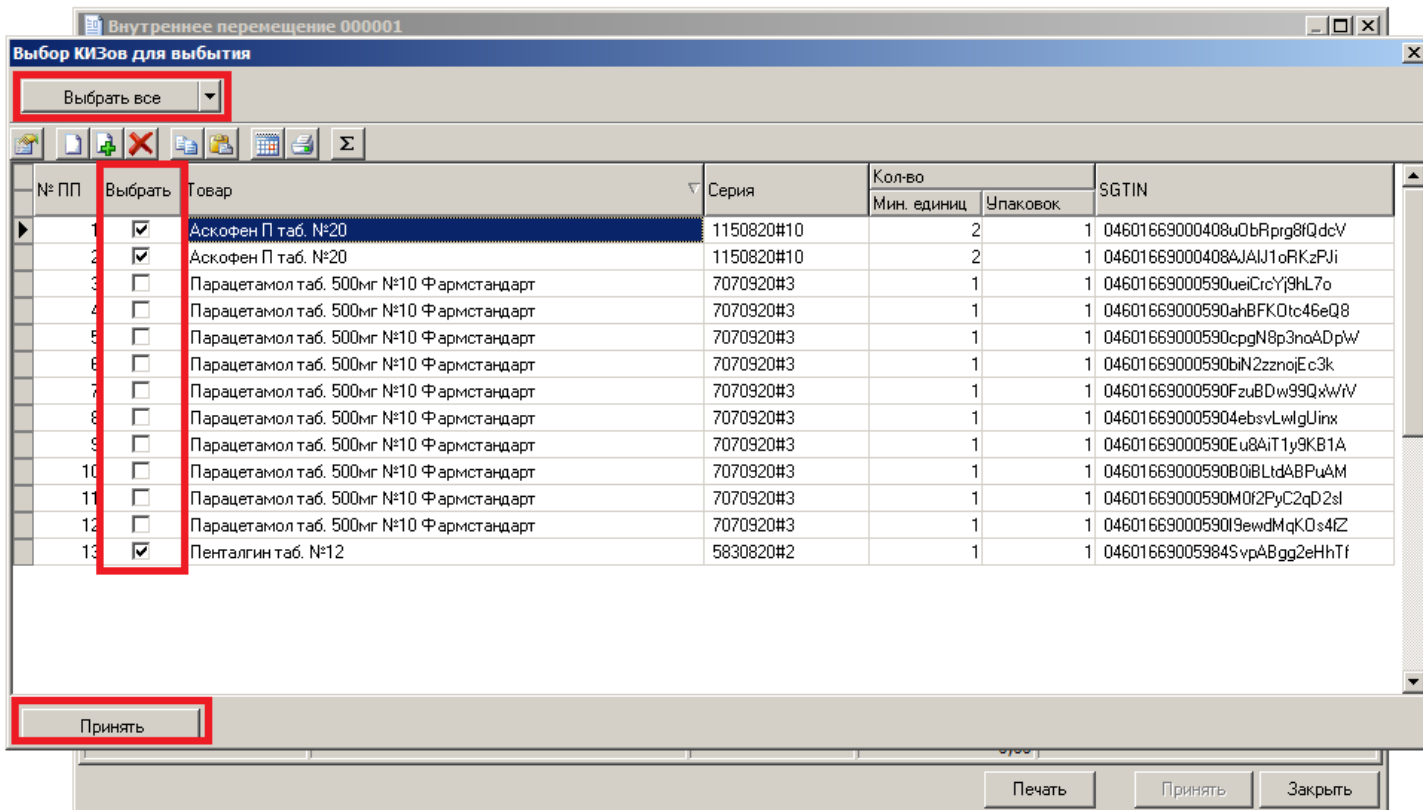 Внутреннее перемещение 000001
Выбор КИЗов для выбытия
Выбрать все
№ ПП Выбрать Товар Серия Кол-во SGTIN
Мин. единиц Упаковок
1 Аскофен П таб. №20 1150820#10 2 1 04601669000408uObRprg8fQdcV
2 Аскофен П таб. №20 1150820#10 2 1 04601669000408AJAIJ1oRKzPJi
3 Парацетамол таб. 500мг №10 Фармстандарт 7070920#3 1 1 04601669000590ueiCrcYj9hL7o
4 Парацетамол таб. 500мг №10 Фармстандарт 7070920#3 1 1 04601669000590ahBFKOtc46eQ8
5 Парацетамол таб. 500мг №10 Фармстандарт 7070920#3 1 1 04601669000590cpgN8p3noADpW
6 Парацетамол таб. 500мг №10 Фармстандарт 7070920#3 1 1 04601669000590biN2zznojEc3k
7 Парацетамол таб. 500мг №10 Фармстандарт 7070920#3 1 1 04601669000590FzuBDw99QxWrV
8 Парацетамол таб. 500мг №10 Фармстандарт 7070920#3 1 1 046016690005904ebsvLwIgUinx
9 Парацетамол таб. 500мг №10 Фармстандарт 7070920#3 1 1 04601669000590Eu8AiT1y9KB1A
10 Парацетамол таб. 500мг №10 Фармстандарт 7070920#3 1 1 04601669000590B0iBLtdABPuAM
11 Парацетамол таб. 500мг №10 Фармстандарт 7070920#3 1 1 04601669000590M0f2PyC2qD2sI
12 Парацетамол таб. 500мг №10 Фармстандарт 7070920#3 1 1 04601669000590I9ewdMqKOs4fZ
13 Пенталгин таб. №12 5830820#2 1 1 04601669005984SvpABgg2eHhTf
Принять
Печать Принять Закрыть